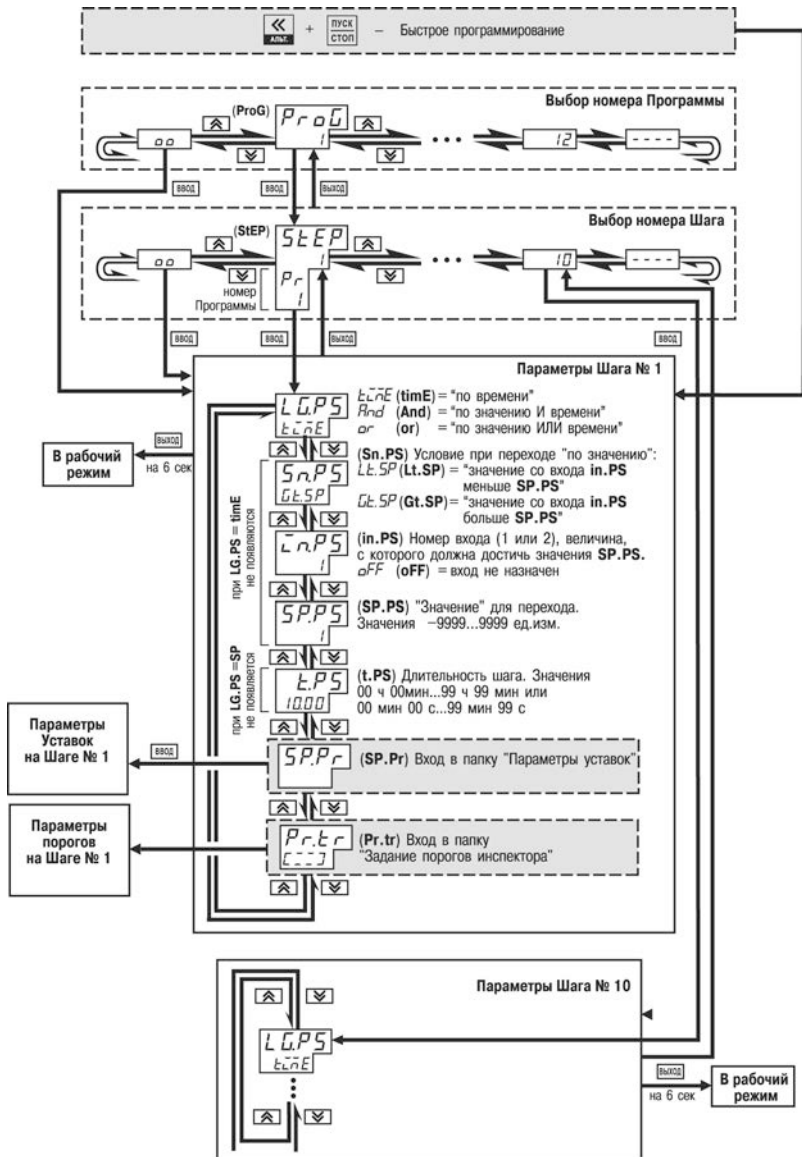 АЛЬТ. + ПУСК СТОП – Быстрое программирование
Выбор номера Программы
(ProG) ProG
оо 1 • • • 12 - - - -
ВВОД ВВОД ВЫХОД
Выбор номера Шага
(StEP) StEP
оо 1 • • • 10 - - - -
номер
Программы
Pr
1
ВВОД ВВОД ВЫХОД ВВОД
Параметры Шага № 1
LG.PS
timE
timE (timE) = "по времени"
And (And) = "по значению И времени"
or (or) = "по значению ИЛИ времени"
В рабочий
режим
ВЫХОД
на 6 сек
при LG.PS = timE
не появляются
Sn.PS
Gt.SP
(Sn.PS) Условие при переходе "по значению":
Lt.SP (Lt.SP) = "значение со входа in.PS
меньше SP.PS"
Gt.SP (Gt.SP)= "значение со входа in.PS
больше SP.PS"
in.PS
1
(in.PS) Номер входа (1 или 2), величина,
с которого должна достичь значения SP.PS.
oFF (oFF) = вход не назначен
SP.PS
1
(SP.PS) "Значение" для перехода.
Значения –9999...9999 ед.изм.
при LG.PS =SP
не появляется
t.PS
10.00
(t.PS) Длительность шага. Значения
00 ч 00мин...99 ч 99 мин или
00 мин 00 с...99 мин 99 с
Параметры
Уставок
на Шаге № 1
ВВОД
SP.Pr
(SP.Pr) Вход в папку "Параметры уставок"
Параметры
порогов
на Шаге № 1
Pr.tr
[---]
(Pr.tr) Вход в папку
"Задание порогов инспектора"
Параметры Шага № 10
LG.PS
timE
ВЫХОД
на 6 сек
В рабочий
режим